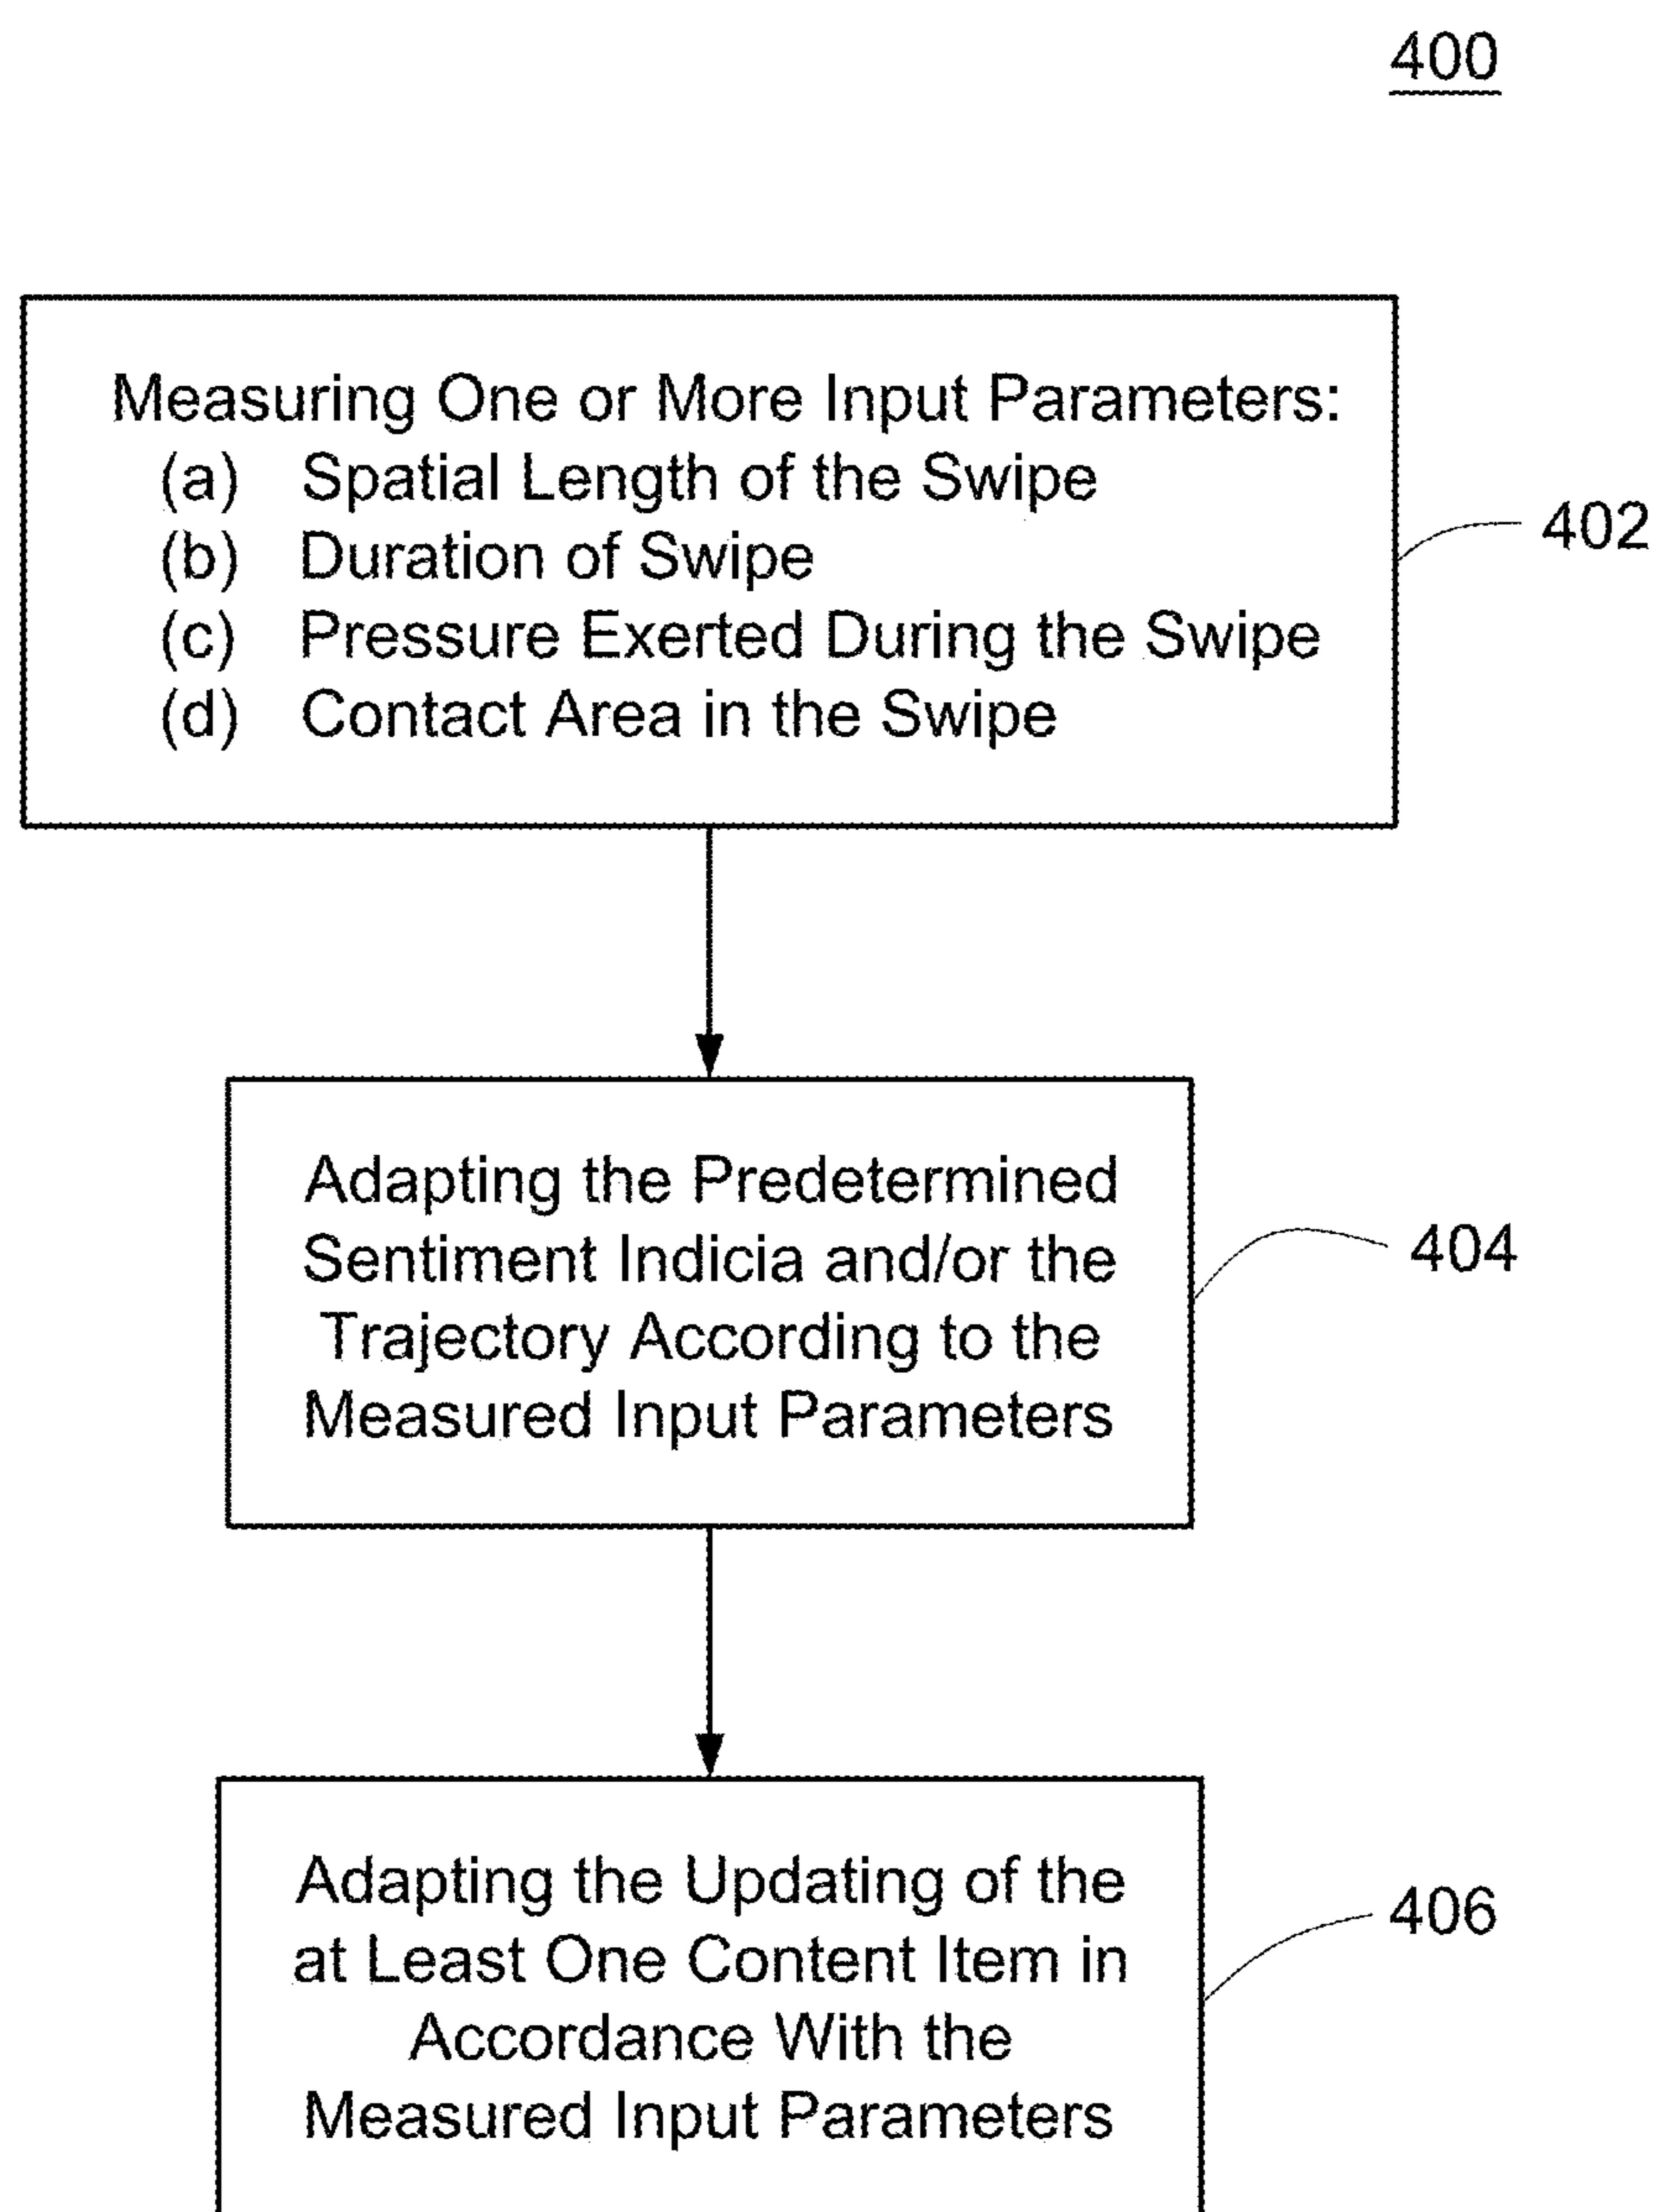 400
Measuring One or More Input Parameters:
(a) Spatial Length of the Swipe
(b) Duration of Swipe
(c) Pressure Exerted During the Swipe
(d) Contact Area in the Swipe
402
Adapting the Predetermined
Sentiment Indicia and/or the
Trajectory According to the
Measured Input Parameters
404
Adapting the Updating of the
at Least One Content Item in
Accordance With the
Measured Input Parameters
406